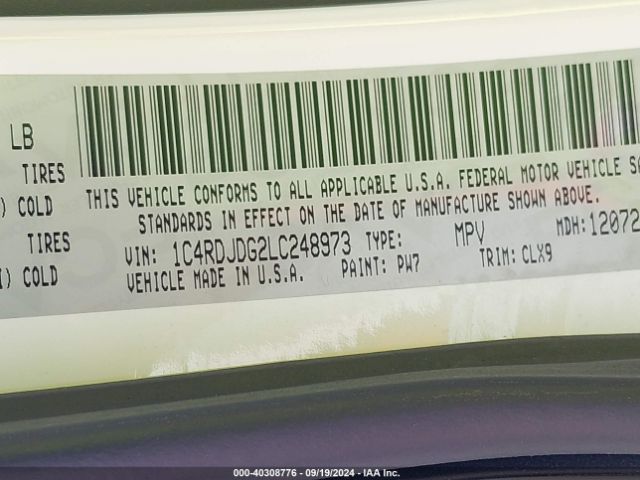 LB
TIRES
) COLD
TIRES
I) COLD
THIS VEHICLE CONFORMS TO ALL APPLICABLE U.S.A. FEDERAL MOTOR VEHICLE SA
STANDARDS IN EFFECT ON THE DATE OF MANUFACTURE SHOWN ABOVE.
VIN: 1C4RDJDG2LC248973 TYPE: MPV MDH: 12072
VEHICLE MADE IN U.S.A. PAINT: PW7 TRIM: CLX9
000-40308776 - 09/19/2024 - IAA Inc.